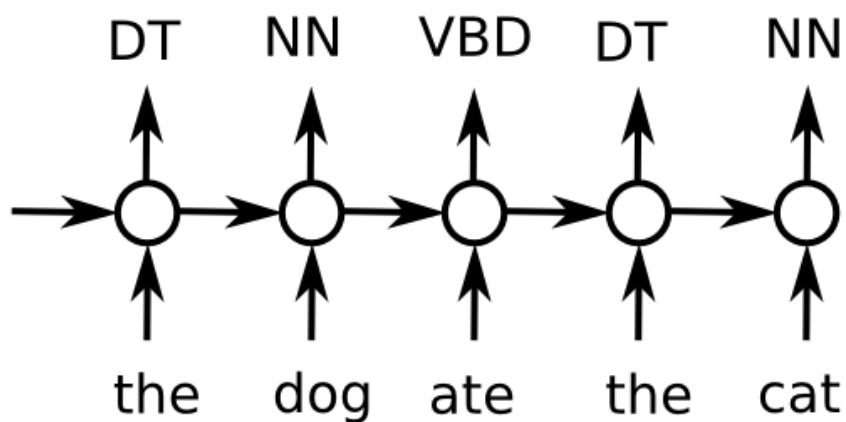 DT NN VBD DT NN
the dog ate the cat